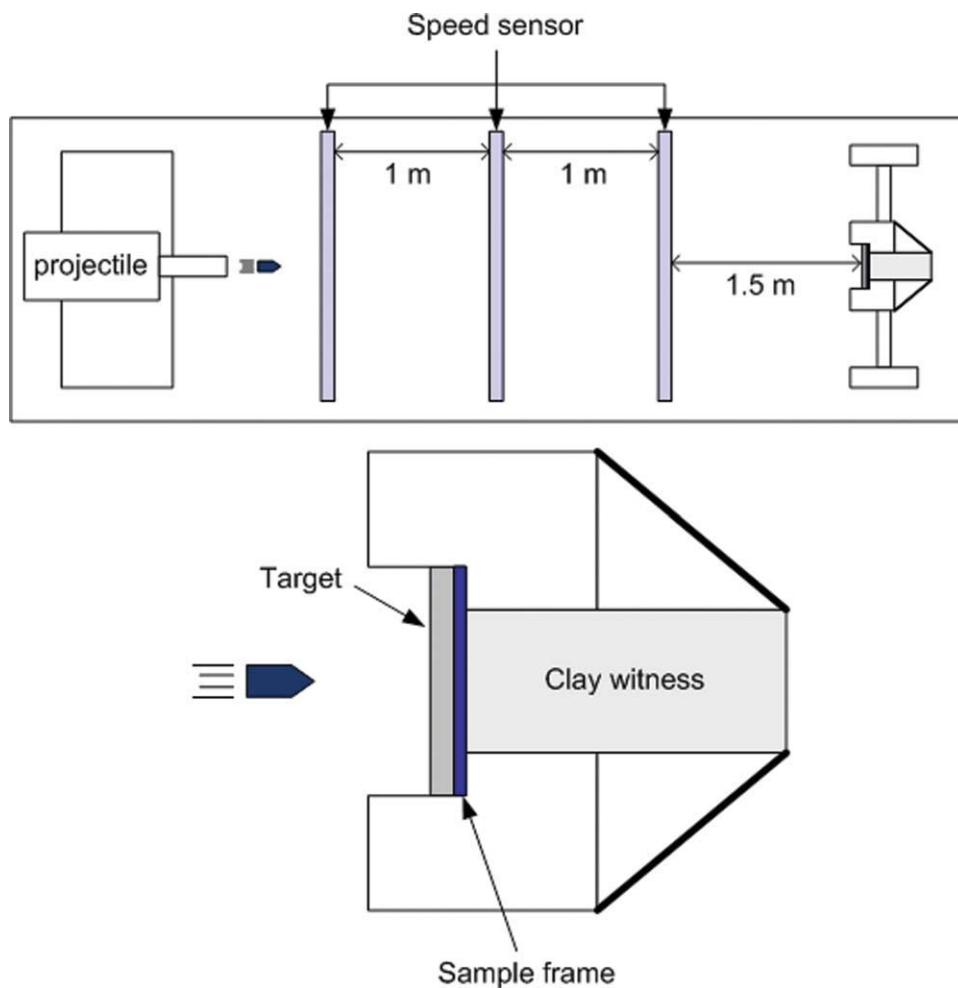 Speed sensor
1 m
1 m
projectile
1.5 m
Target
Clay witness
Sample frame